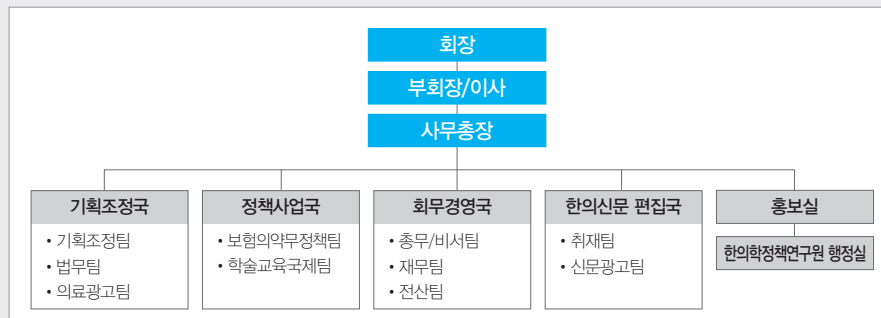 회장
부회장/이사
사무총장
기획조정국
• 기획조정팀
• 법무팀
• 의료광고팀
정책사업국
• 보험의약무정책팀
• 학술교육국제팀
회무경영국
• 총무/비서팀
• 재무팀
• 전산팀
한의신문 편집국
• 취재팀
• 신문광고팀
홍보실
한의학정책연구원 행정실